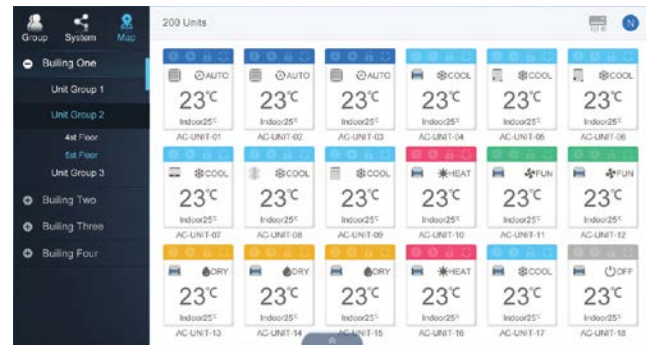 Group System Map
200 Units
N
Builing One
Unit Group 1
Unit Group 2
4st Floor
5st Floor
Unit Group 3
Builing Two
Builing Three
Builing Four
AUTO AUTO AUTO COOL COOL COOL
23°C 23°C 23°C 23°C 23°C 23°C
Indoor25°C Indoor25°C Indoor25°C Indoor25°C Indoor25°C Indoor25°C
AC-UNIT-01 AC-UNIT-02 AC-UNIT-03 AC-UNIT-04 AC-UNIT-05 AC-UNIT-06
COOL COOL COOL HEAT FUN FUN
23°C 23°C 23°C 23°C 23°C 23°C
Indoor25°C Indoor25°C Indoor25°C Indoor25°C Indoor25°C Indoor25°C
AC-UNIT-07 AC-UNIT-08 AC-UNIT-09 AC-UNIT-10 AC-UNIT-11 AC-UNIT-12
DRY DRY DRY HEAT COOL OFF
23°C 23°C 23°C 23°C 23°C 23°C
Indoor25°C Indoor25°C Indoor25°C Indoor25°C Indoor25°C Indoor25°C
AC-UNIT-13 AC-UNIT-14 AC-UNIT-15 AC-UNIT-16 AC-UNIT-17 AC-UNIT-18